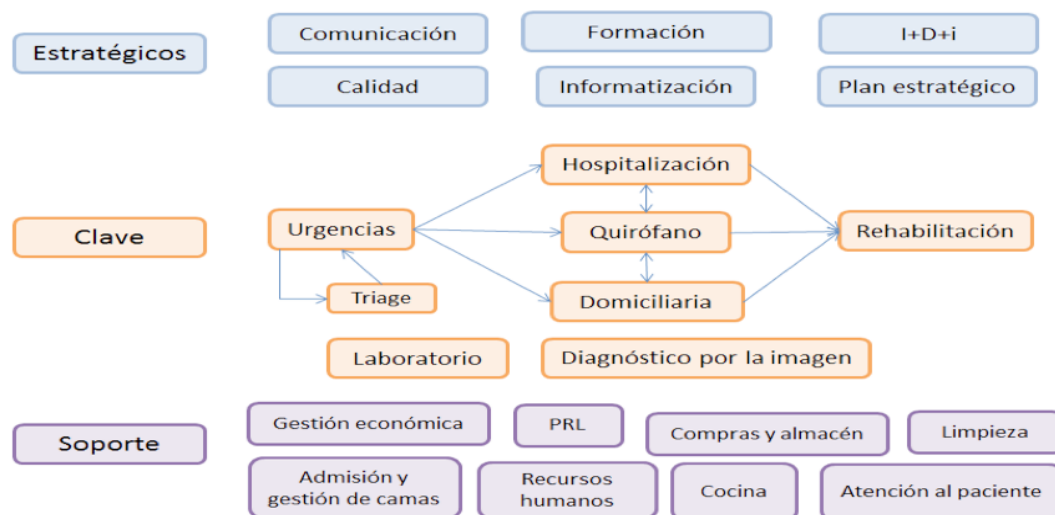 Estratégicos
Comunicación
Formación
I+D+i
Calidad
Informatización
Plan estratégico
Clave
Hospitalización
Urgencias
Quirófano
Rehabilitación
Triage
Domiciliaria
Laboratorio
Diagnóstico por la imagen
Soporte
Gestión económica
PRL
Compras y almacén
Limpieza
Admisión y
gestión de camas
Recursos
humanos
Cocina
Atención al paciente